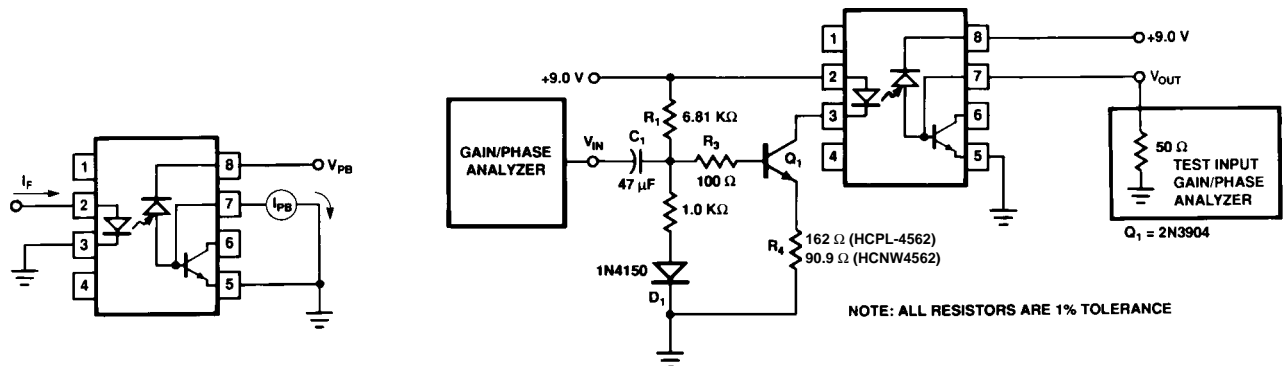 1
2
3
4
8
7
6
5
I_F
V_PB
I_PB
GAIN/PHASE
ANALYZER
V_IN
C_1
47 µF
+9.0 V
R_1
6.81 KΩ
R_3
100 Ω
1.0 KΩ
1N4150
D_1
Q_1
R_4
162 Ω (HCPL-4562)
90.9 Ω (HCNW4562)
1
2
3
4
8
7
6
5
+9.0 V
V_OUT
50 Ω
TEST INPUT
GAIN/PHASE
ANALYZER
Q_1 = 2N3904
NOTE: ALL RESISTORS ARE 1% TOLERANCE